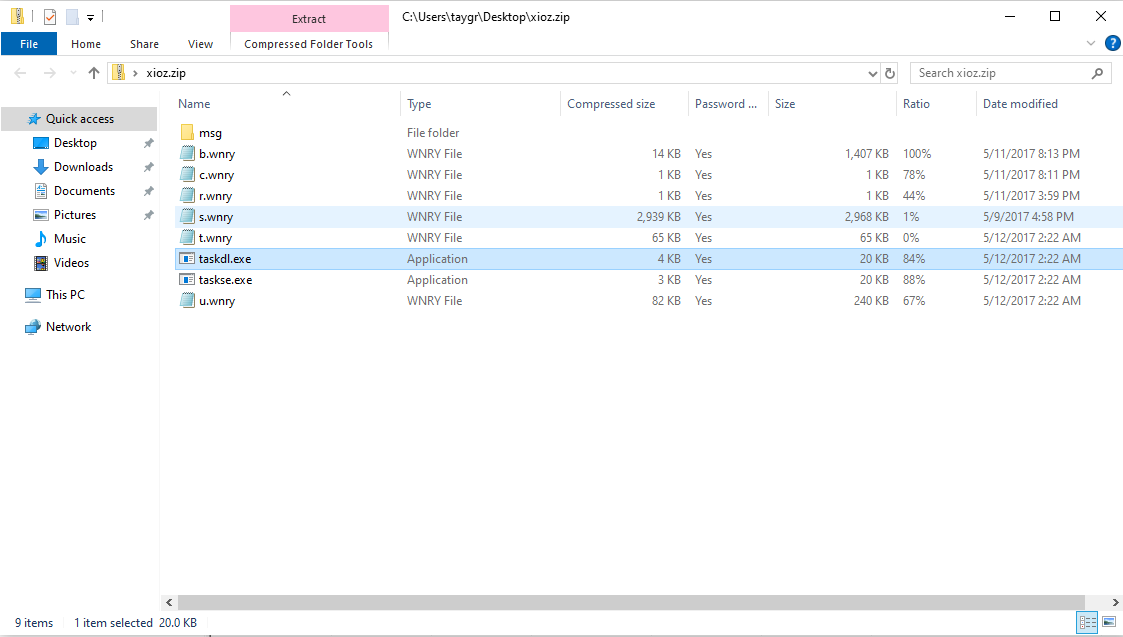 Extract
C:\Users\taygr\Desktop\xioz.zip
File Home Share View Compressed Folder Tools
xioz.zip
Search xioz.zip
Name Type Compressed size Password ... Size Ratio Date modified
Quick access
Desktop
Downloads
Documents
Pictures
Music
Videos
This PC
Network
msg File folder
b.wnry WNRY File 14 KB Yes 1,407 KB 100% 5/11/2017 8:13 PM
c.wnry WNRY File 1 KB Yes 1 KB 78% 5/11/2017 8:11 PM
r.wnry WNRY File 1 KB Yes 1 KB 44% 5/11/2017 3:59 PM
s.wnry WNRY File 2,939 KB Yes 2,968 KB 1% 5/9/2017 4:58 PM
t.wnry WNRY File 65 KB Yes 65 KB 0% 5/12/2017 2:22 AM
taskdl.exe Application 4 KB Yes 20 KB 84% 5/12/2017 2:22 AM
taskse.exe Application 3 KB Yes 20 KB 88% 5/12/2017 2:22 AM
u.wnry WNRY File 82 KB Yes 240 KB 67% 5/12/2017 2:22 AM
9 items 1 item selected 20.0 KB